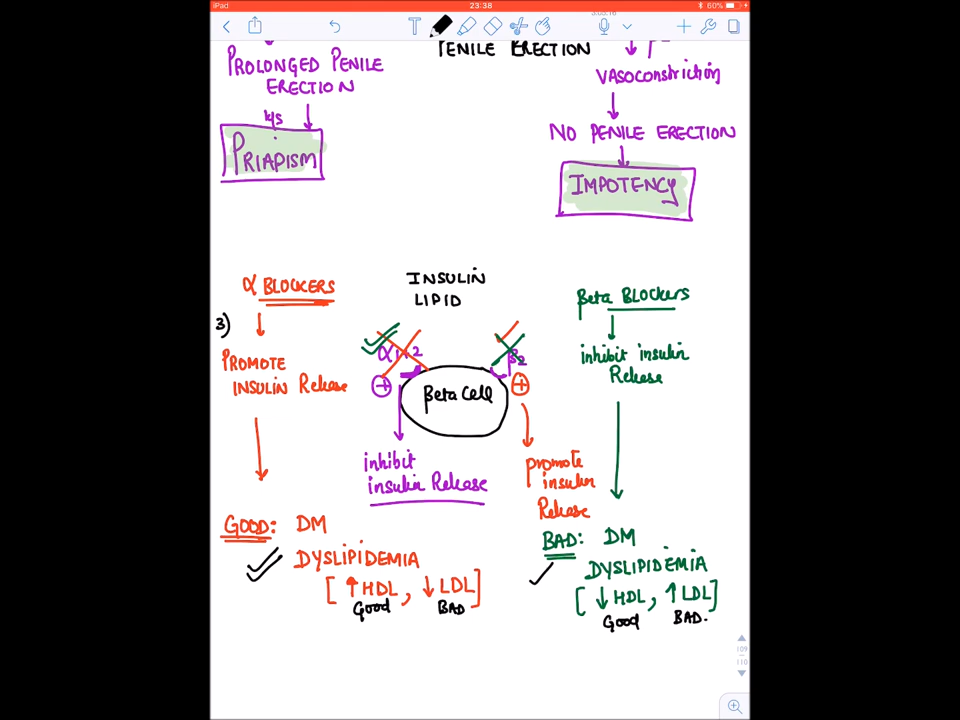 iPad
23:38
60%
T
PENILE ERECTION
PROLONGED PENILE
ERECTION
k/s
PRIAPISM
VASOCONSTRICTION
NO PENILE ERECTION
IMPOTENCY
INSULIN
LIPID
3)
α BLOCKERS
PROMOTE
INSULIN Release
GOOD: DM
DYSLIPIDEMIA
[↑HDL, ↓LDL]
Good BAD
2
β2
+
+
Beta Cell
inhibit
insulin Release
promote
insulin
Release
Beta BLOCKERS
inhibit insulin
Release
BAD: DM
DYSLIPIDEMIA
[↓HDL, ↑LDL]
Good BAD.
109
110